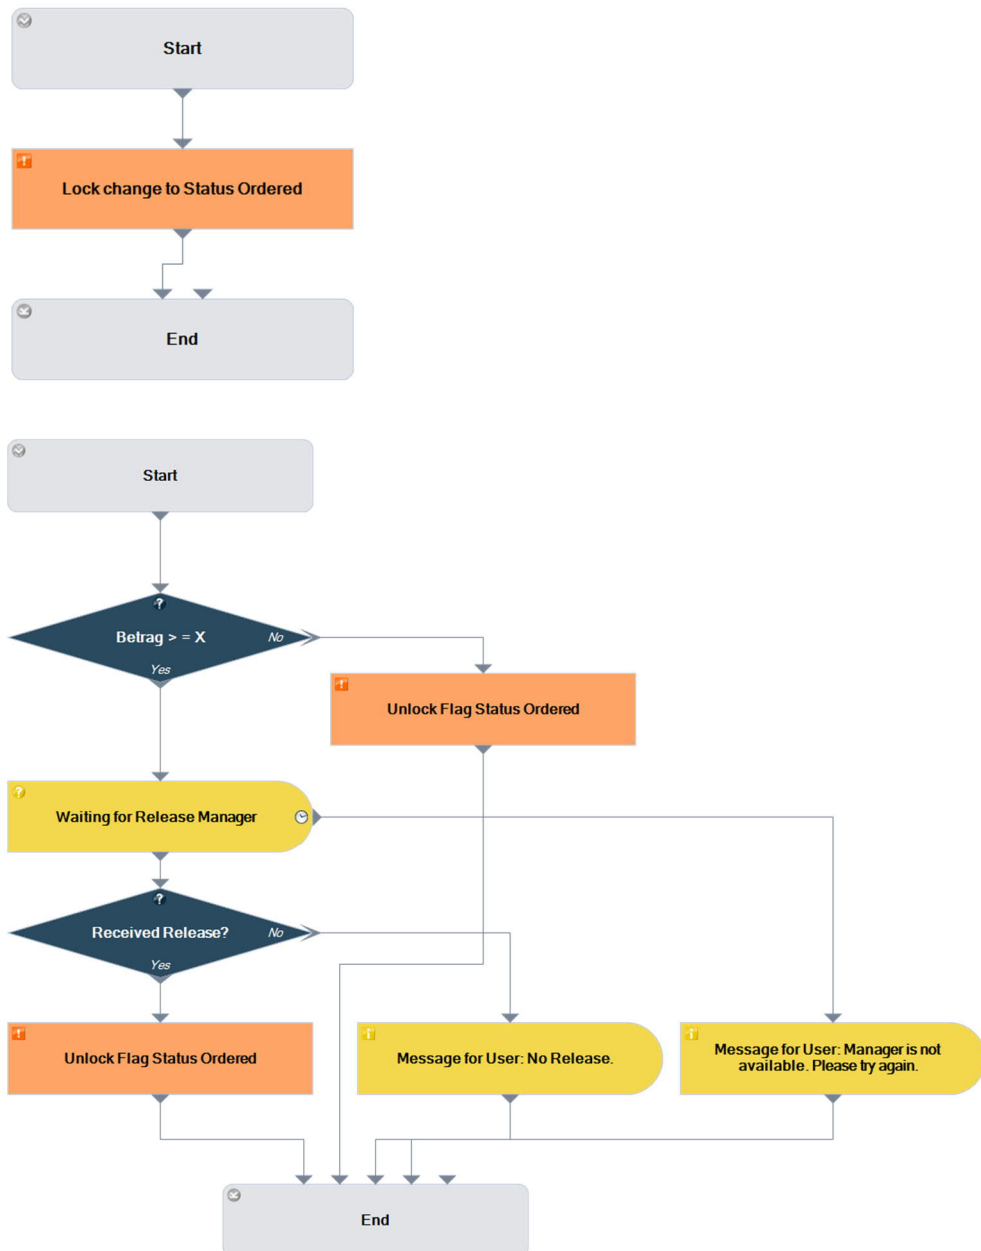 Start
Lock change to Status Ordered
End
Start
Betrag > = X
No
Yes
Unlock Flag Status Ordered
Waiting for Release Manager
Received Release?
No
Yes
Unlock Flag Status Ordered
Message for User: No Release.
Message for User: Manager is not
available. Please try again.
End